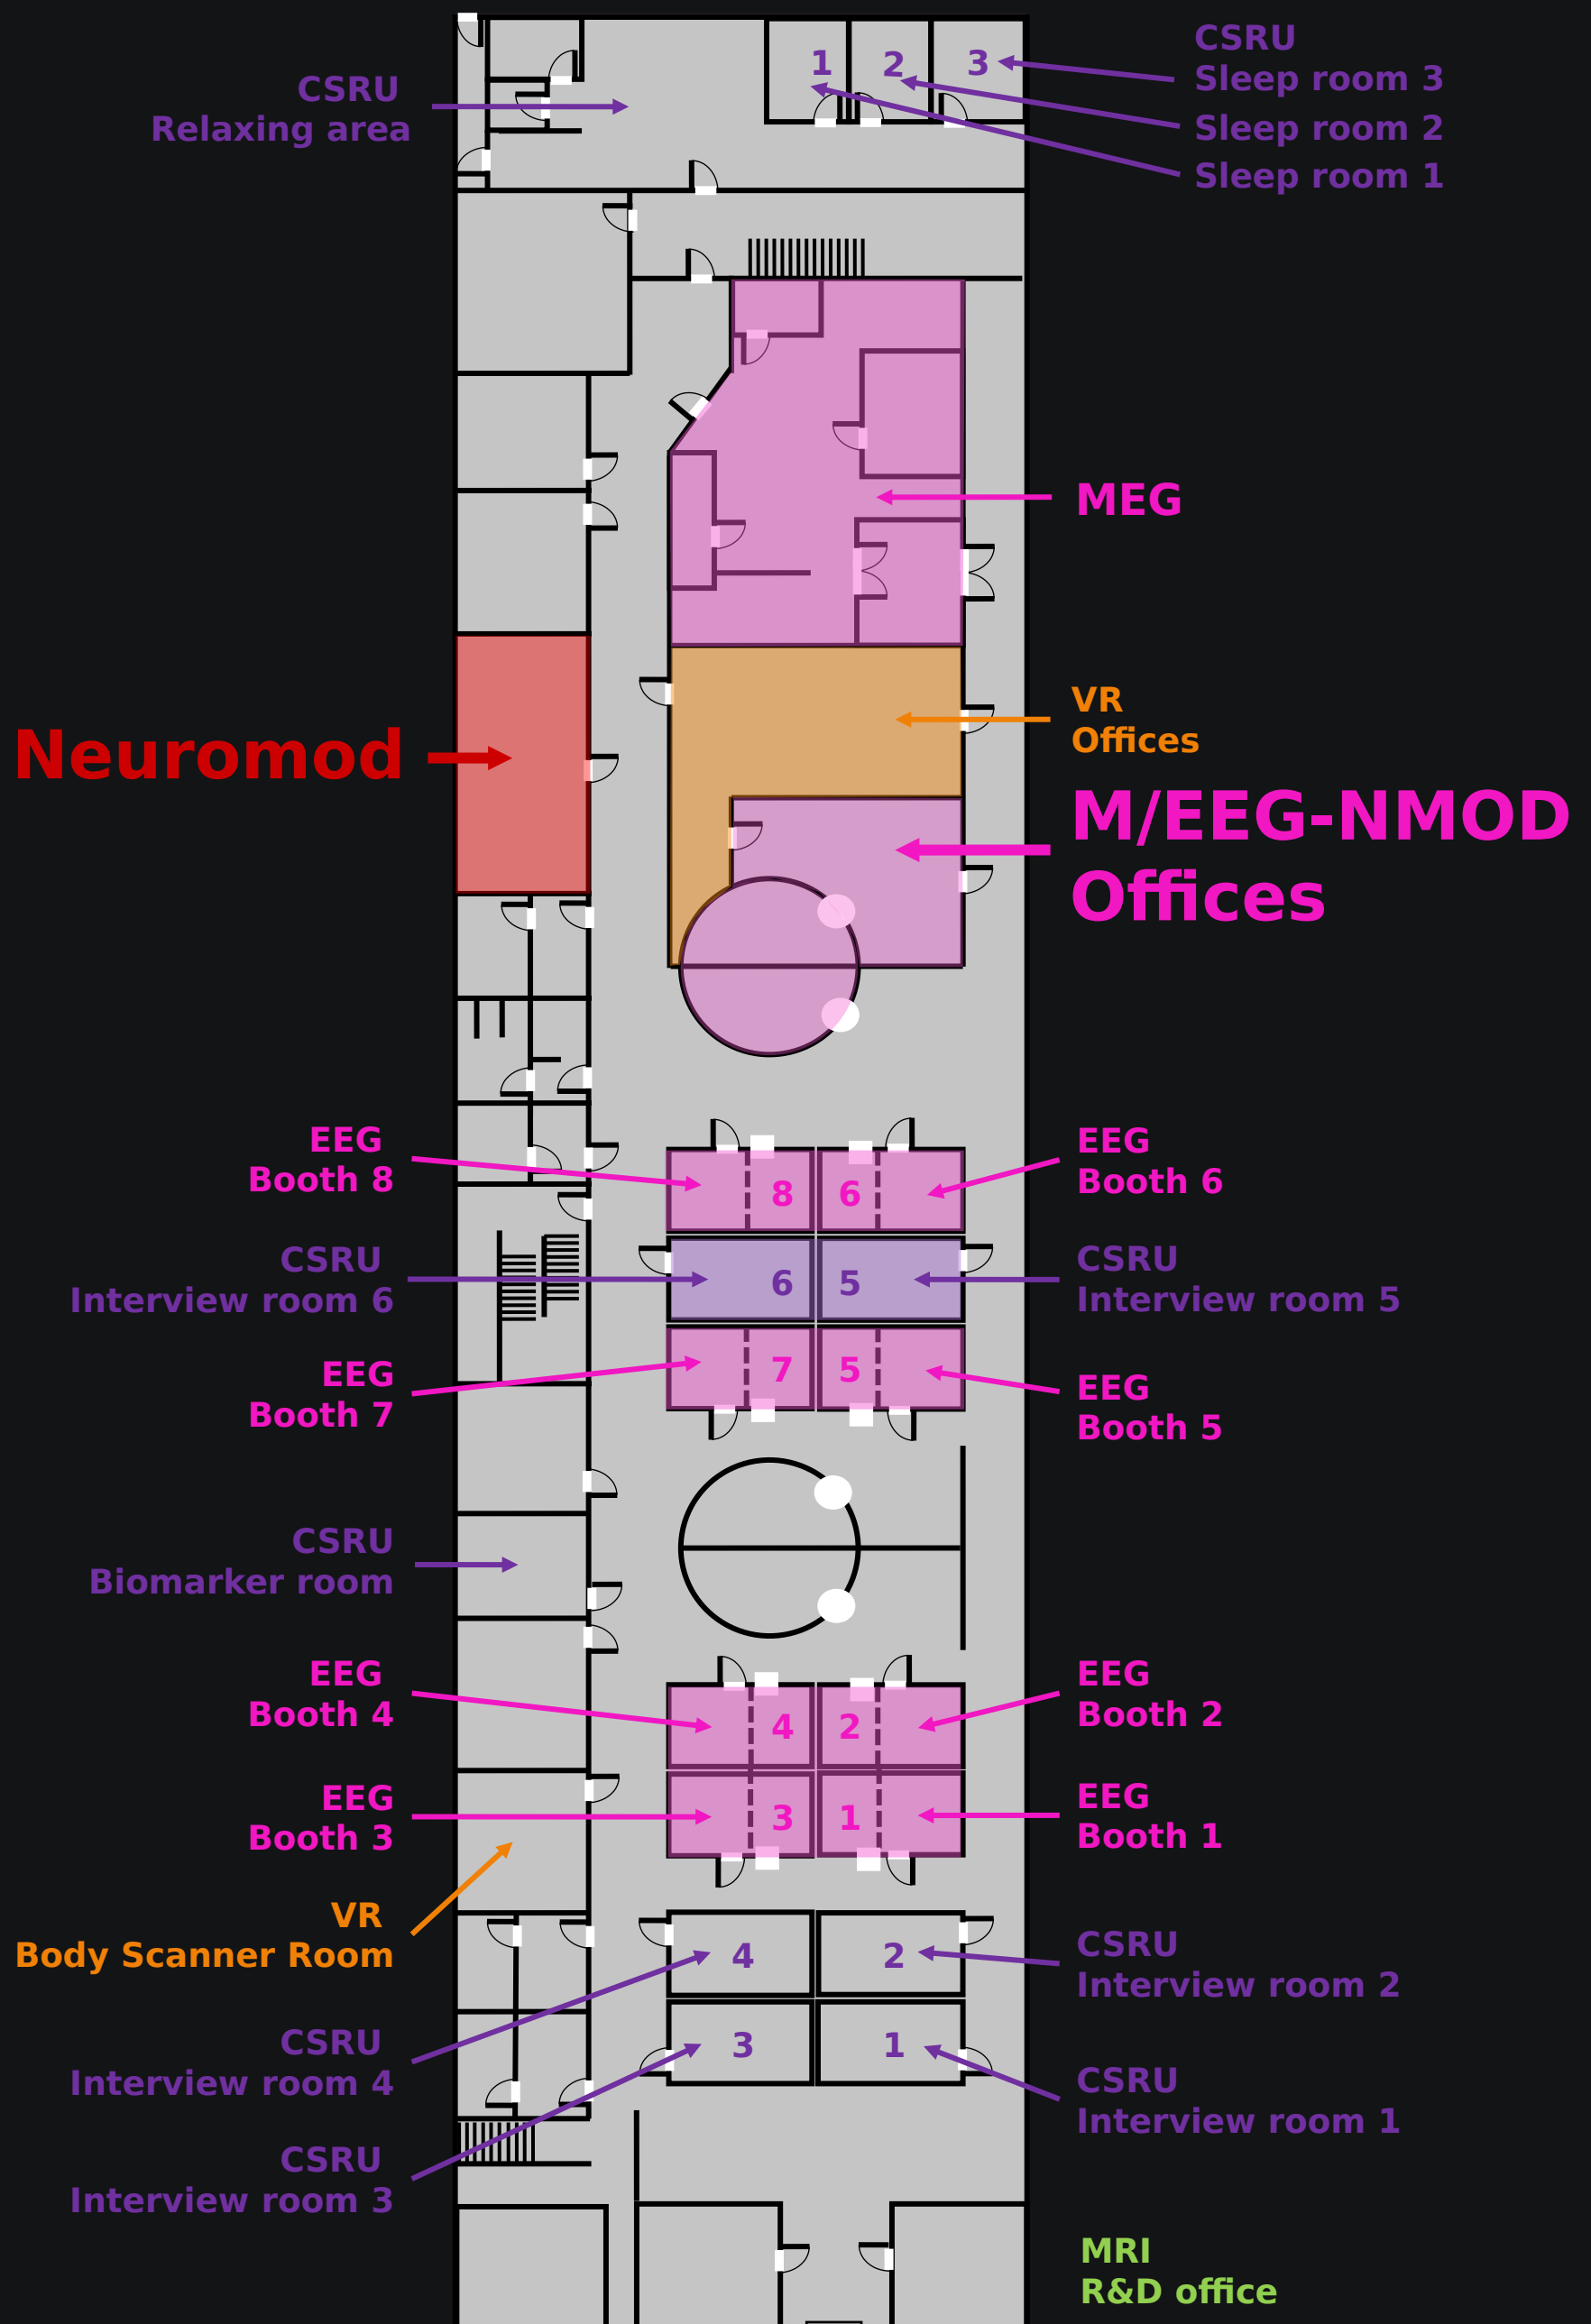 CSRU
Relaxing area
1
2
3
CSRU
Sleep room 3
Sleep room 2
Sleep room 1
MEG
VR
Offices
Neuromod
M/EEG-NMOD
Offices
EEG
Booth 8
8
6
EEG
Booth 6
CSRU
Interview room 6
6
5
CSRU
Interview room 5
EEG
Booth 7
7
5
EEG
Booth 5
CSRU
Biomarker room
EEG
Booth 4
4
2
EEG
Booth 2
EEG
Booth 3
3
1
EEG
Booth 1
VR
Body Scanner Room
4
2
CSRU
Interview room 2
CSRU
Interview room 4
3
1
CSRU
Interview room 1
CSRU
Interview room 3
MRI
R&D office